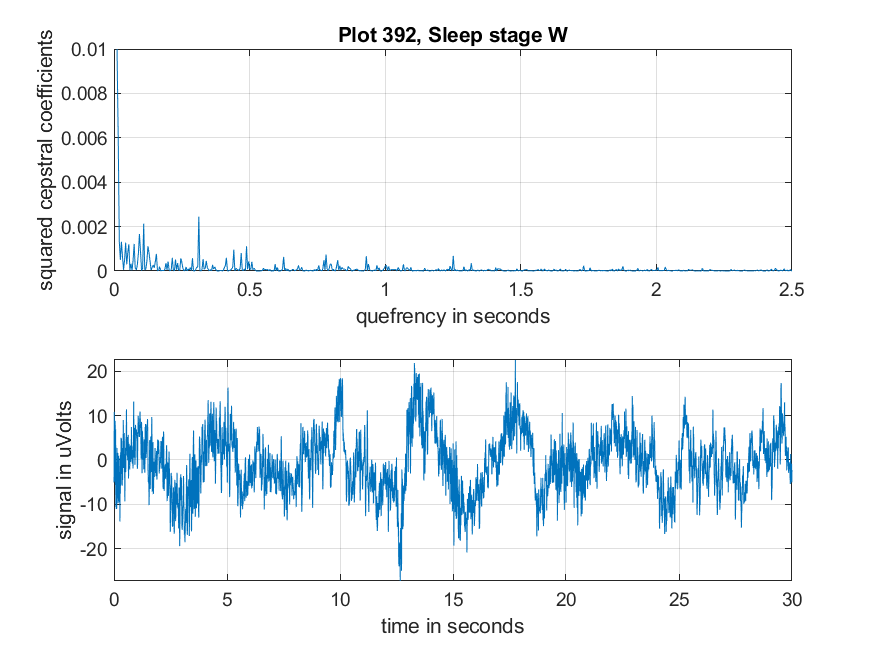 Plot 392, Sleep stage W
squared cepstral coefficients
0.01
0.008
0.006
0.004
0.002
0
0 0.5 1 1.5 2 2.5
quefrency in seconds
signal in uVolts
20
10
0
-10
-20
0 5 10 15 20 25 30
time in seconds